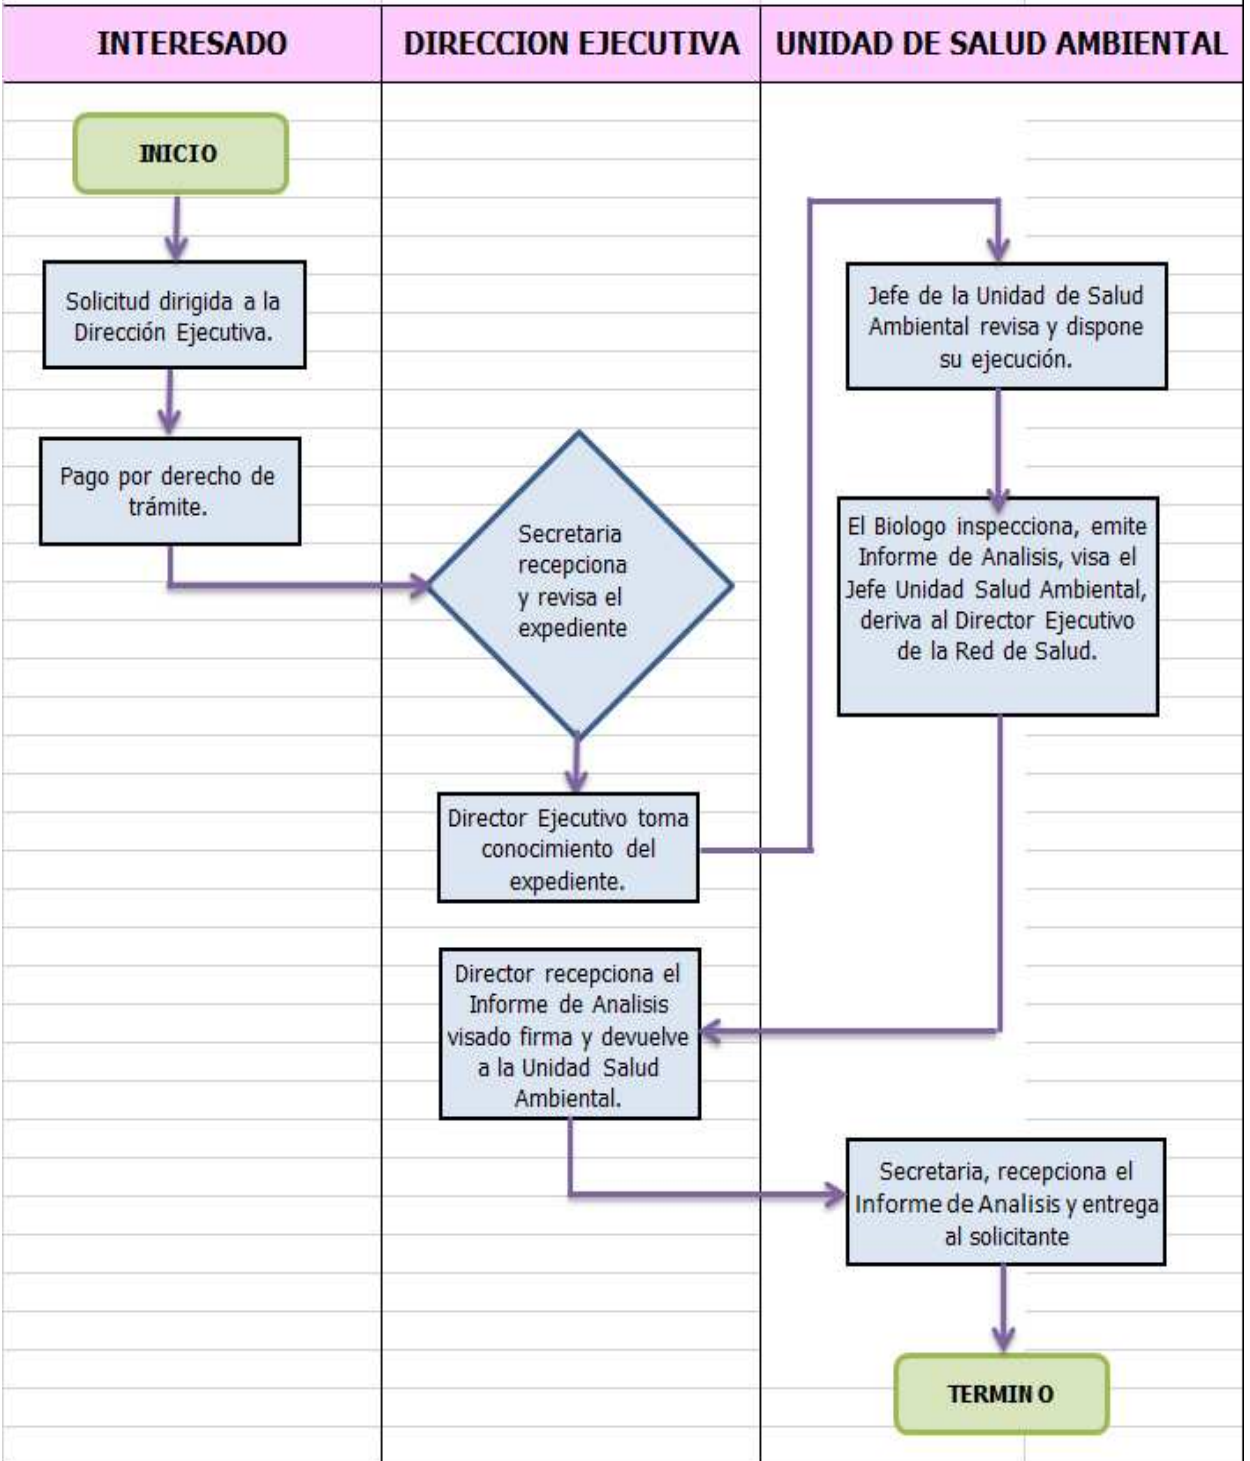 INTERESADO
DIRECCION EJECUTIVA
UNIDAD DE SALUD AMBIENTAL
INICIO
Solicitud dirigida a la
Dirección Ejecutiva.
Pago por derecho de
trámite.
Secretaria
recepciona
y revisa el
expediente
Director Ejecutivo toma
conocimiento del
expediente.
Jefe de la Unidad de Salud
Ambiental revisa y dispone
su ejecución.
El Biologo inspecciona, emite
Informe de Analisis, visa el
Jefe Unidad Salud Ambiental,
deriva al Director Ejecutivo
de la Red de Salud.
Director recepciona el
Informe de Analisis
visado firma y devuelve
a la Unidad Salud
Ambiental.
Secretaria, recepciona el
Informe de Analisis y entrega
al solicitante
TERMINO